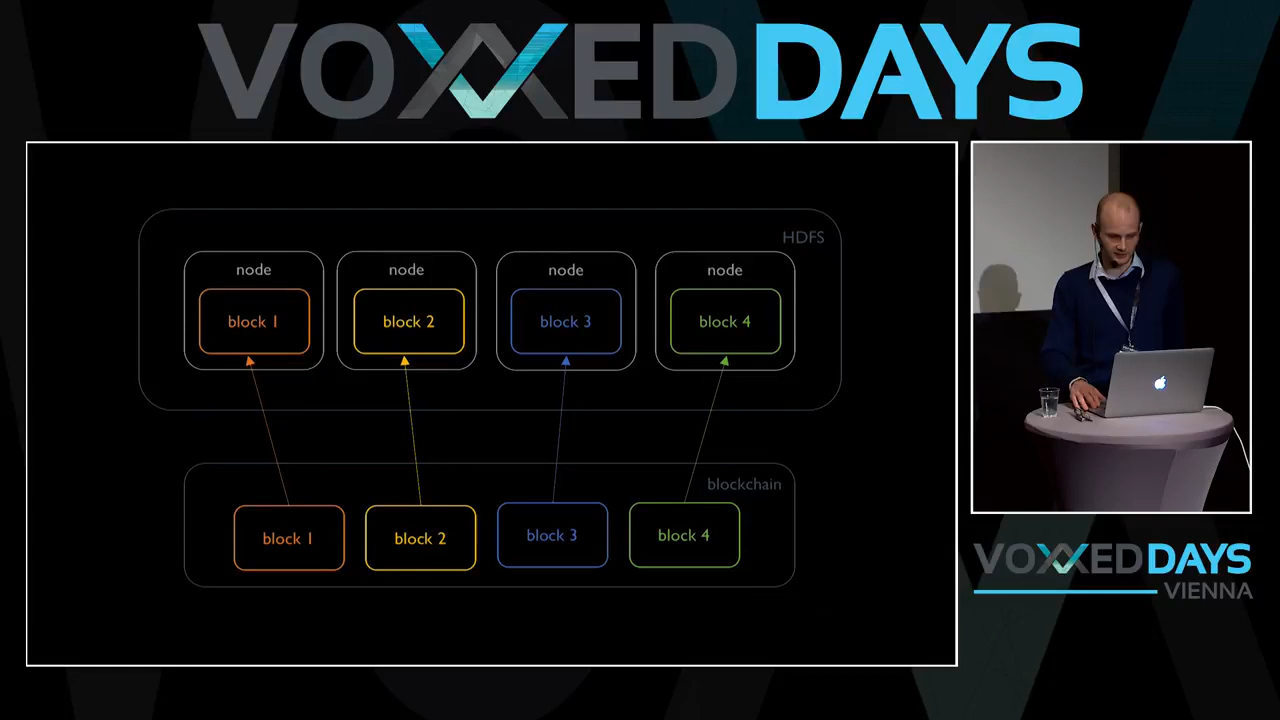 VOXXED DAYS
HDFS
node node node node
block 1 block 2 block 3 block 4
blockchain
block 1 block 2 block 3 block 4
VOXXED DAYS
VIENNA